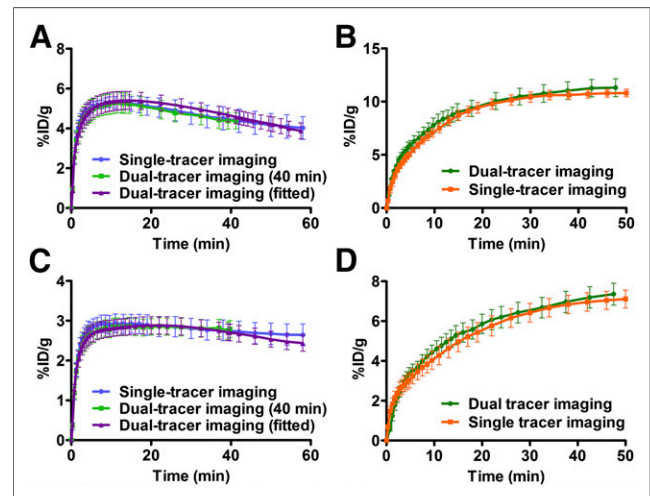 A
%ID/g
8
6
4
2
0
0 20 40 60
Time (min)
Single-tracer imaging
Dual-tracer imaging (40 min)
Dual-tracer imaging (fitted)
B
%ID/g
15
10
5
0
0 10 20 30 40 50
Time (min)
Dual-tracer imaging
Single-tracer imaging
C
%ID/g
4
3
2
1
0
0 20 40 60
Time (min)
Single-tracer imaging
Dual-tracer imaging (40 min)
Dual-tracer imaging (fitted)
D
%ID/g
8
6
4
2
0
0 10 20 30 40 50
Time (min)
Dual tracer imaging
Single tracer imaging